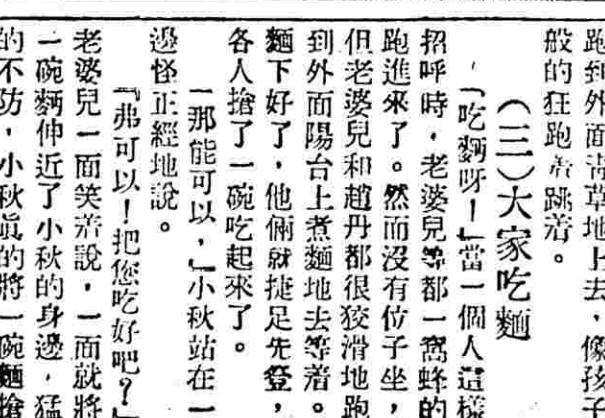 跑到外面靑草地上去，像孩子
般的狂跑着跳着。
（三）大家吃麵
「吃麵呀！」當一個人這樣
招呼時，老婆兒等都一窩蜂的
跑進來了。然而沒有位子坐，
但老婆兒和趙丹都很狡滑地跑
到外面陽台上煮麵地去等着。
麵下好了，他倆就捷足先登，
各人搶了一碗吃起來了。
「那能可以，」小秋站在一
邊怪正經地說。
「弗可以！把您吃好吧？」
老婆兒一面笑着說，一面就將
一碗麵伸近了小秋的身邊，猛
的不防，小秋眞的將一碗麵搶